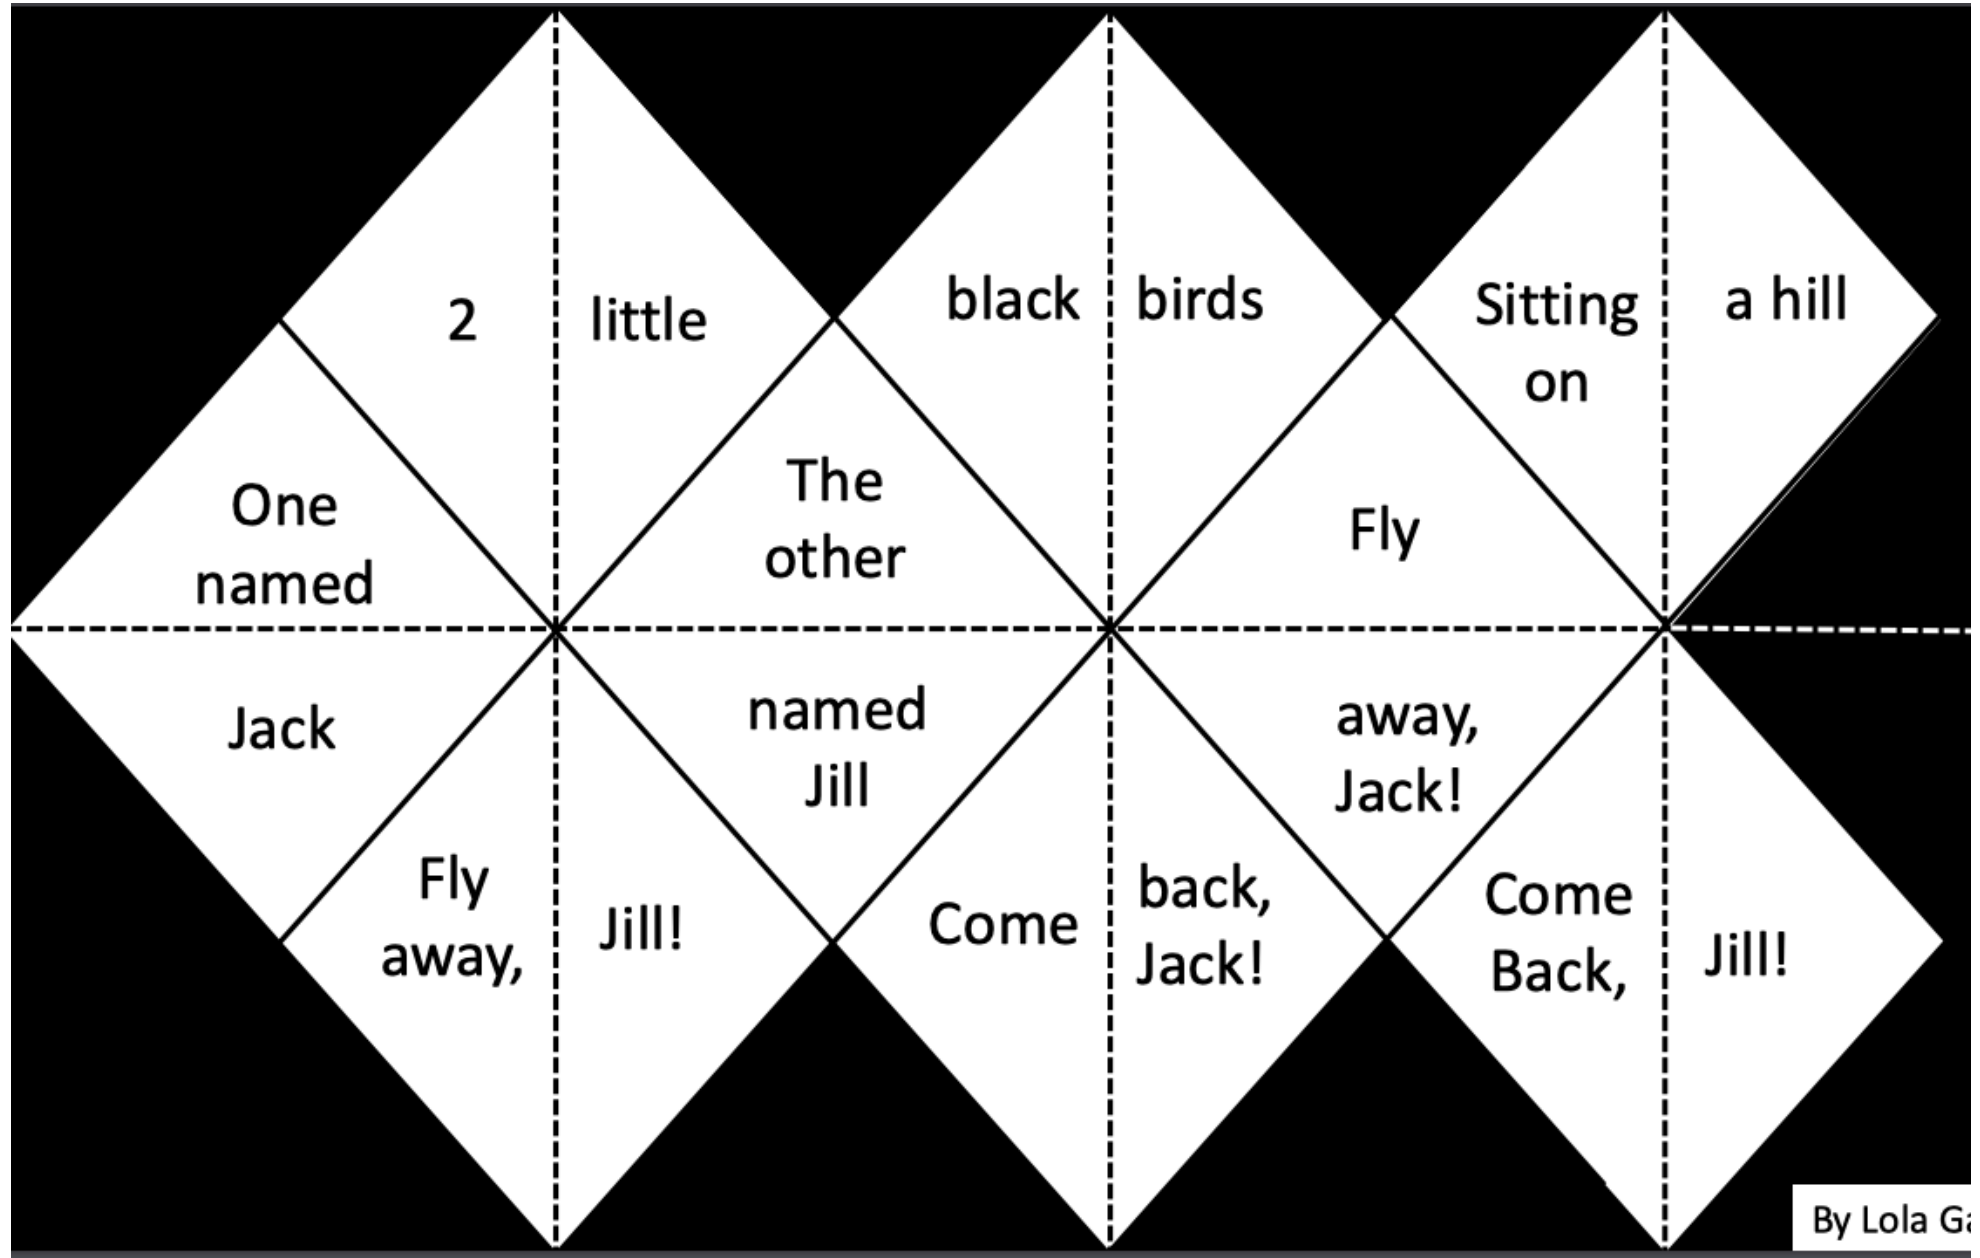 2 little
black birds
Sitting
on
a hill
One
named
Jack
The
other
named
Jill
Fly
away,
Jack!
Fly
away,
Jill!
Come
back,
Jack!
Come
Back,
Jill!
By Lola